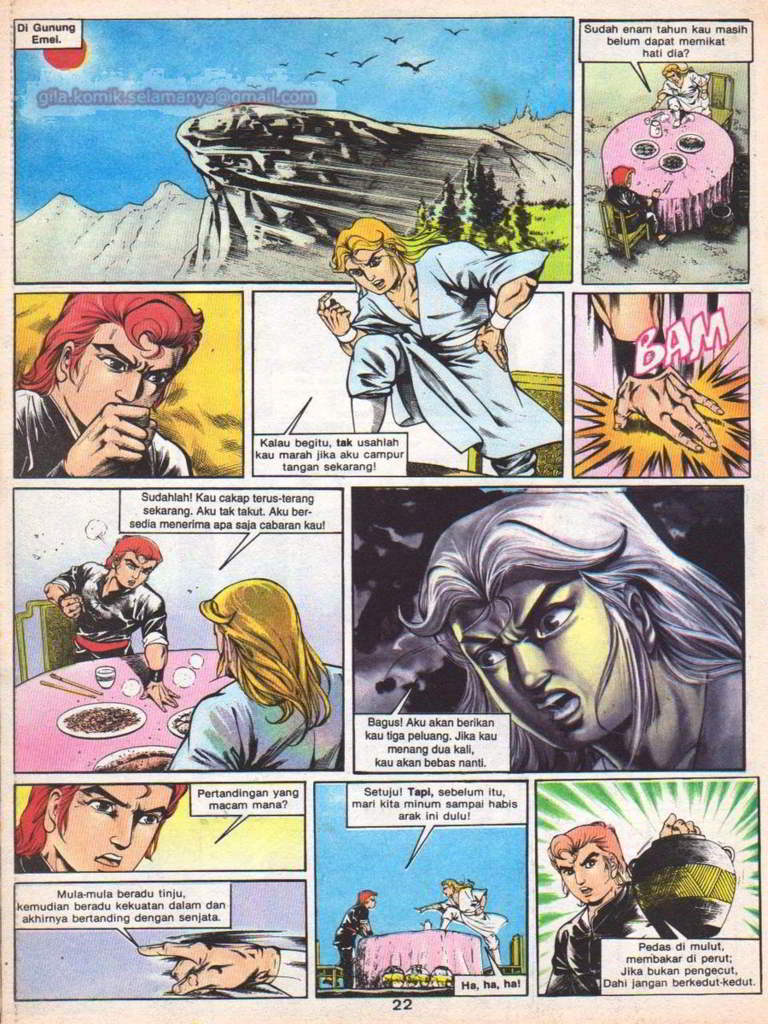 Di Gunung
Emei.
gila.komik.selamanya@gmail.com
Sudah enam tahun kau masih
belum dapat memikat
hati dia?
Kalau begitu, tak usahlah
kau marah jika aku campur
tangan sekarang!
BAM
Sudahlah! Kau cakap terus-terang
sekarang. Aku tak takut. Aku ber-
sedia menerima apa saja cabaran kau!
Bagus! Aku akan berikan
kau tiga peluang. Jika kau
menang dua kali,
kau akan bebas nanti.
Pertandingan yang
macam mana?
Mula-mula beradu tinju,
kemudian beradu kekuatan dalam dan
akhirnya bertanding dengan senjata.
Setuju! Tapi, sebelum itu,
mari kita minum sampai habis
arak ini dulu!
Ha, ha, ha!
Pedas di mulut,
membakar di perut;
Jika bukan pengecut,
Dahi jangan berkedut-kedut.
22